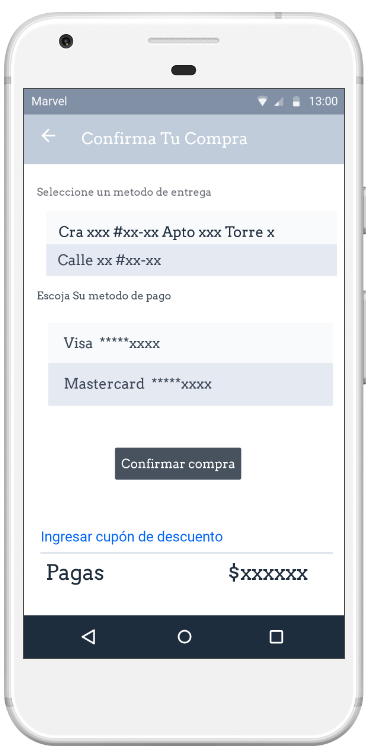 Marvel 13:00
Confirma Tu Compra
Seleccione un metodo de entrega
Cra xxx #xx-xx Apto xxx Torre x
Calle xx #xx-xx
Escoja Su metodo de pago
Visa *****xxxx
Mastercard *****xxxx
Confirmar compra
Ingresar cupón de descuento
Pagas $xxxxxx